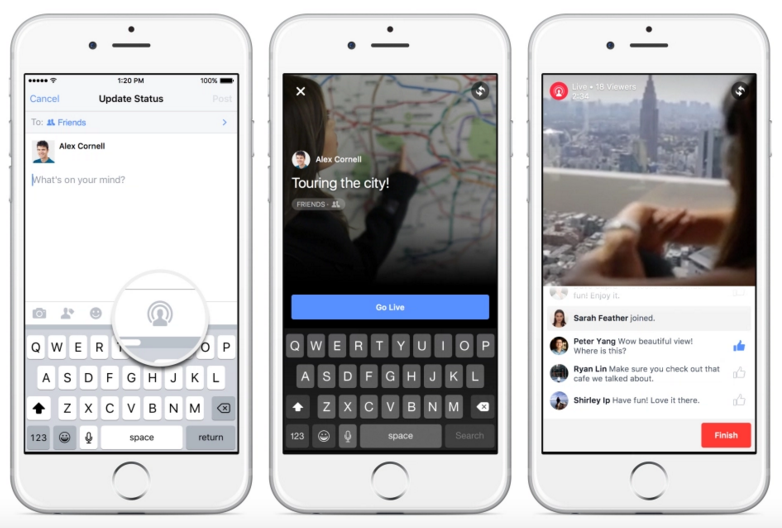 1:20 PM
100%
Cancel
Update Status
Post
To: Friends
Alex Cornell
What's on your mind?
Q W E R T O P
A S D F G H J K L
Z X C V B N M
123
space
return
Alex Cornell
Touring the city!
FRIENDS
Go Live
Q W E R T Y U I O P
A S D F G H J K L
Z X C V B N M
123
space
Search
Live • 18 Viewers
2:34
fun! Enjoy it.
Sarah Feather joined.
Peter Yang Wow beautiful view!
Where is this?
Ryan Lin Make sure you check out that
cafe we talked about.
Shirley Ip Have fun! Love it there.
Finish